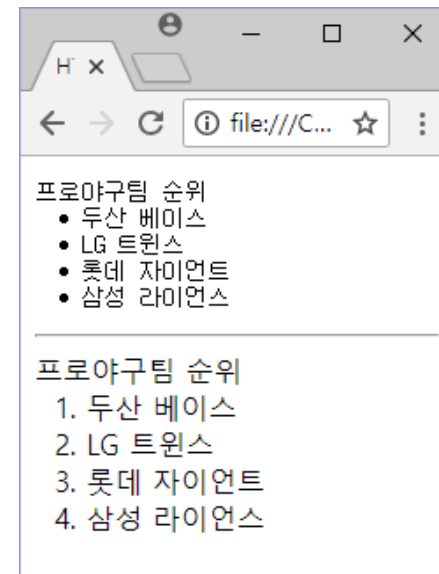 H
file:///C...
프로야구팀 순위
• 두산 베이스
• LG 트윈스
• 롯데 자이언트
• 삼성 라이언스
프로야구팀 순위
1. 두산 베이스
2. LG 트윈스
3. 롯데 자이언트
4. 삼성 라이언스